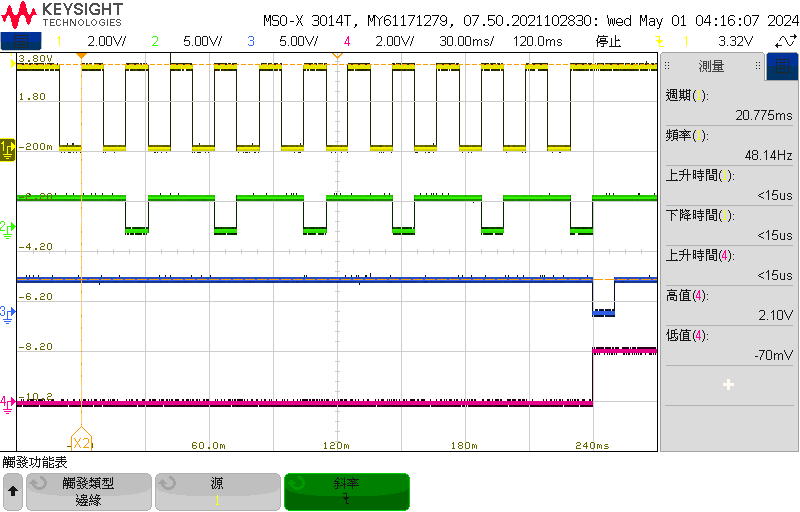 KEYSIGHT
TECHNOLOGIES
MSO-X 3014T, MY61171279, 07.50.2021102830: Wed May 01 04:16:07 2024
1 2.00V/ 2 5.00V/ 3 5.00V/ 4 2.00V/ 30.00ms/ 120.0ms 停止 1 3.32V
3.80V
1.80
-200m
-4.20
-6.20
-8.20
-10.2
1
2
3
4
X2
60.0m 120m 180m 240ms
測量
週期(1):
20.775ms
頻率(1):
48.14Hz
上升時間(1):
<15us
下降時間(1):
<15us
上升時間(4):
<15us
高值(4):
2.10V
低值(4):
-70mV
觸發功能表
觸發類型
邊緣
源
1
斜率